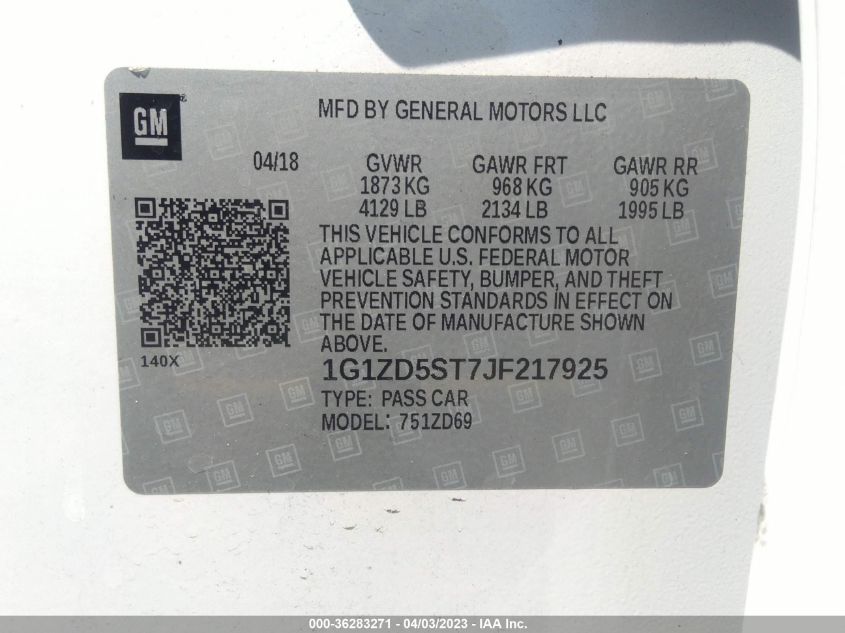 GM®
MFD BY GENERAL MOTORS LLC
04/18 GVWR GAWR FRT GAWR RR
1873 KG 968 KG 905 KG
4129 LB 2134 LB 1995 LB
THIS VEHICLE CONFORMS TO ALL
APPLICABLE U.S. FEDERAL MOTOR
VEHICLE SAFETY, BUMPER, AND THEFT
PREVENTION STANDARDS IN EFFECT ON
THE DATE OF MANUFACTURE SHOWN
ABOVE.
140X
1G1ZD5ST7JF217925
TYPE: PASS CAR
MODEL: 751ZD69
000-36283271 - 04/03/2023 - IAA Inc.